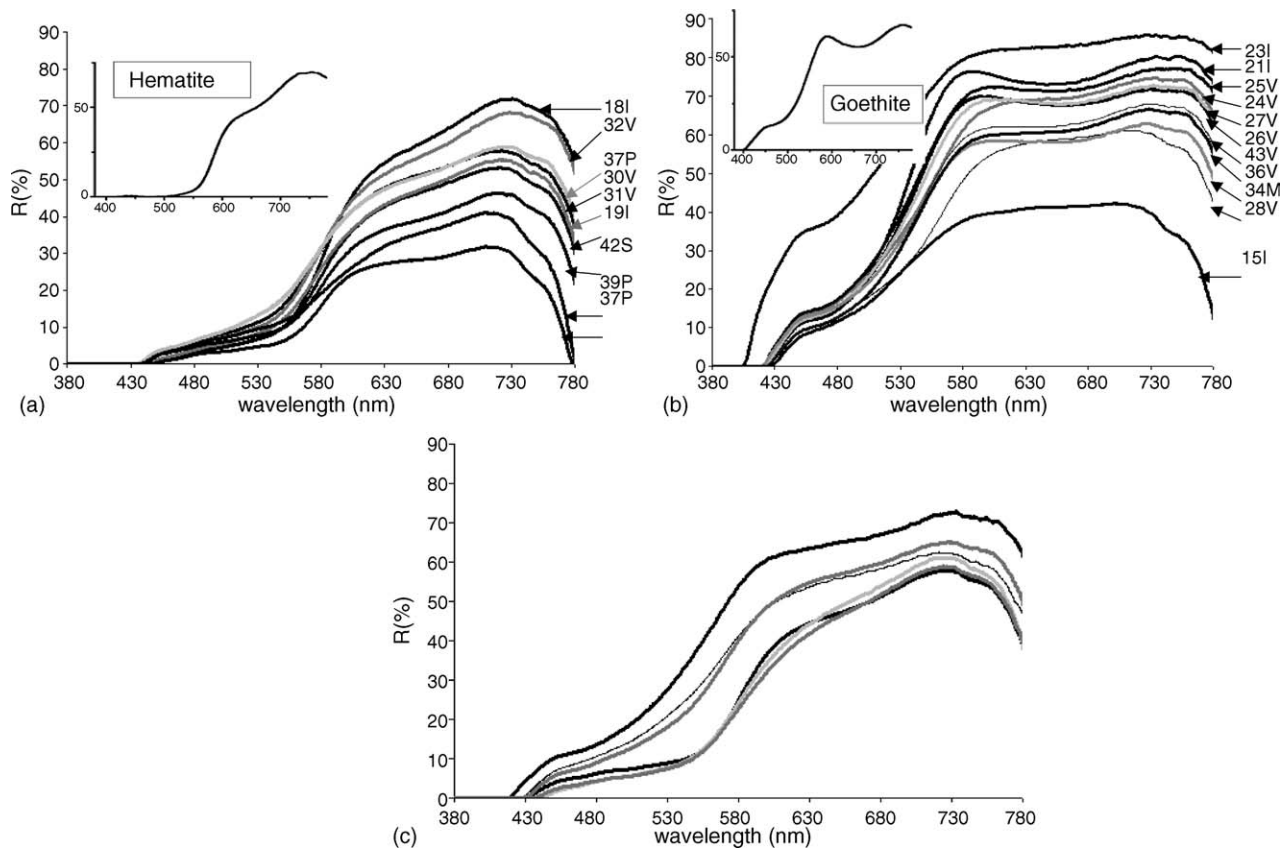 90
80
70
60
50
40
30
20
10
0
R(%)
Hematite
50
0
400 500 600 700
18I
32V
37P
30V
31V
19I
42S
39P
37P
380 430 480 530 580 630 680 730 780
(a) wavelength (nm)
90
80
70
60
50
40
30
20
10
0
R(%)
Goethite
50
0
400 500 600 700
23I
21I
25V
24V
27V
26V
43V
36V
34M
28V
15I
380 430 480 530 580 630 680 730 780
(b) wavelength (nm)
90
80
70
60
50
40
30
20
10
0
R(%)
380 430 480 530 580 630 680 730 780
(c) wavelength (nm)